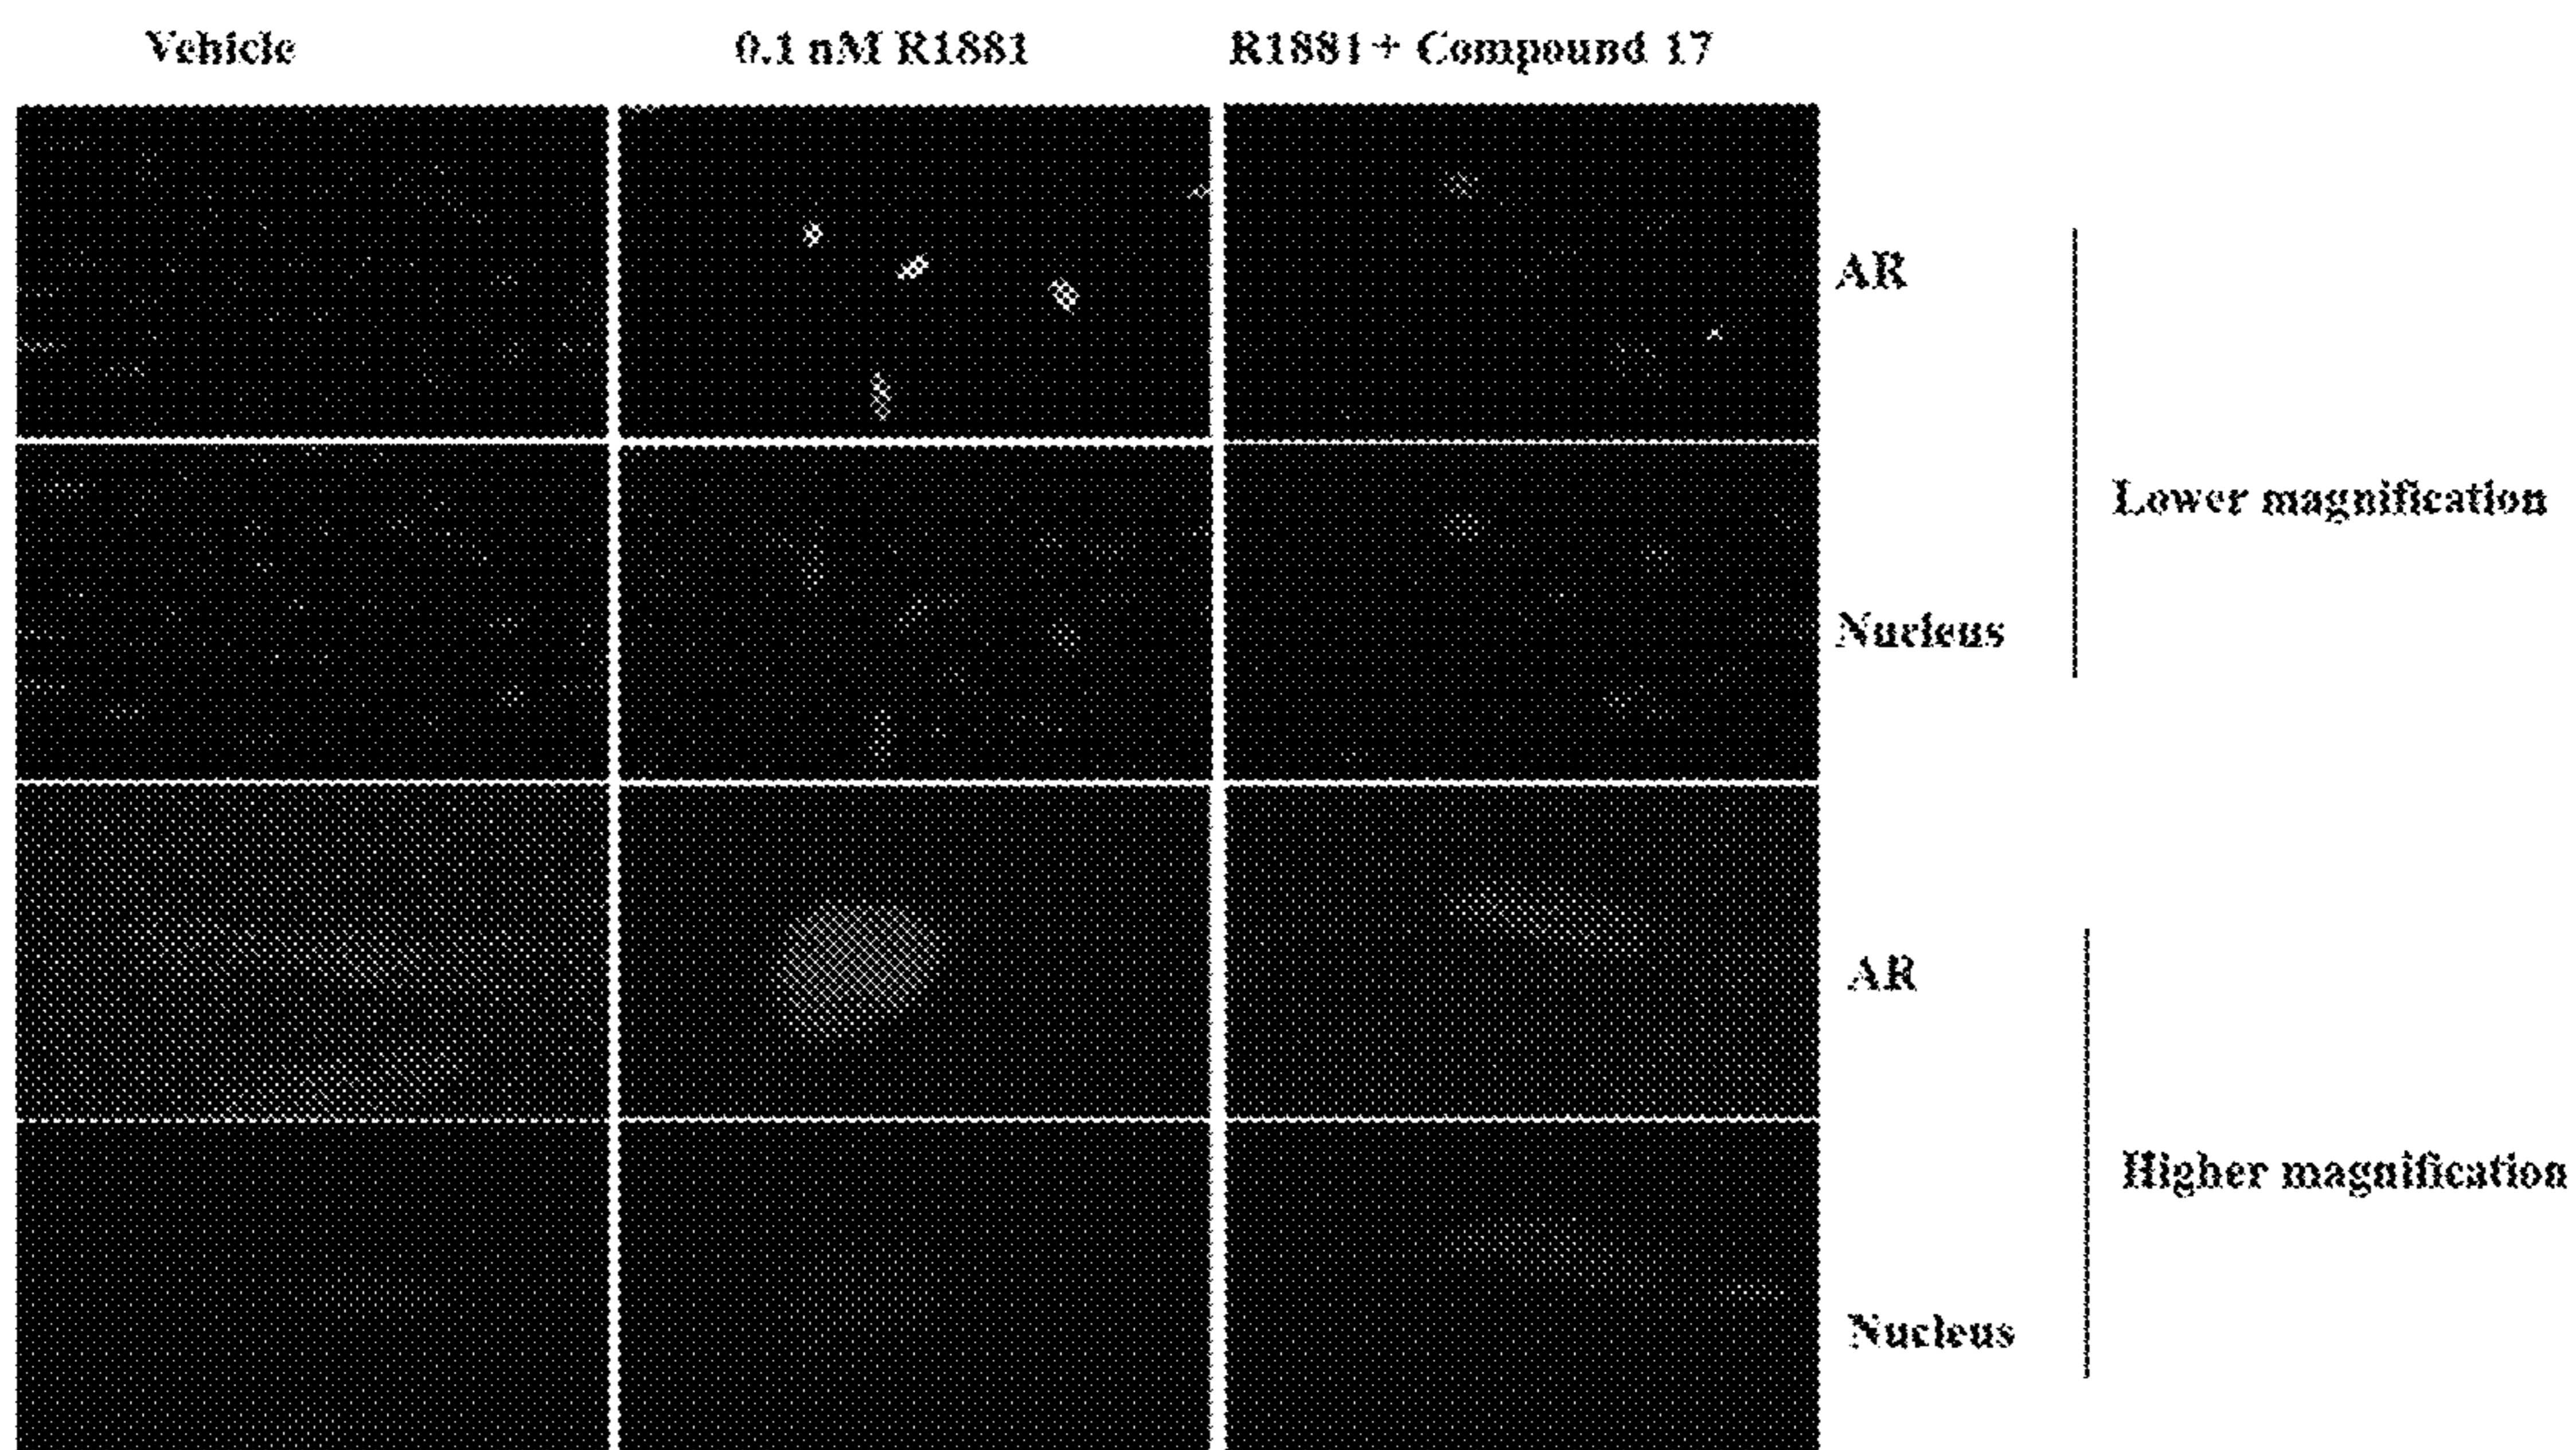 Vehicle
0.1 nM R1881
R1881 + Compound 17
AR
Lower magnification
Nucleus
AR
Higher magnification
Nucleus